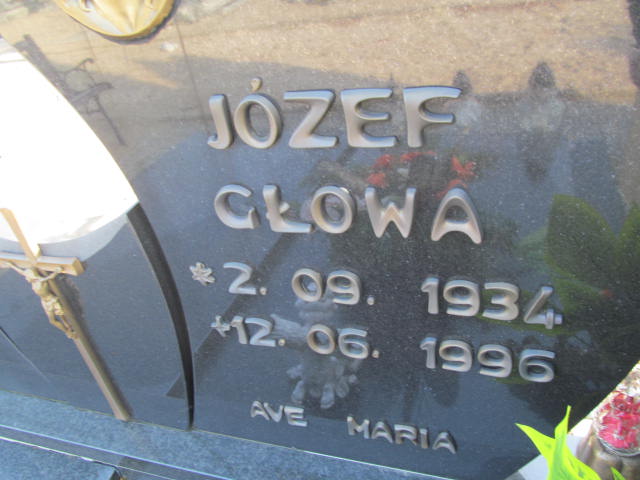 JÓZEF
GŁOWA
* 2. 09. 1934
+12. 06. 1996
AVE MARIA